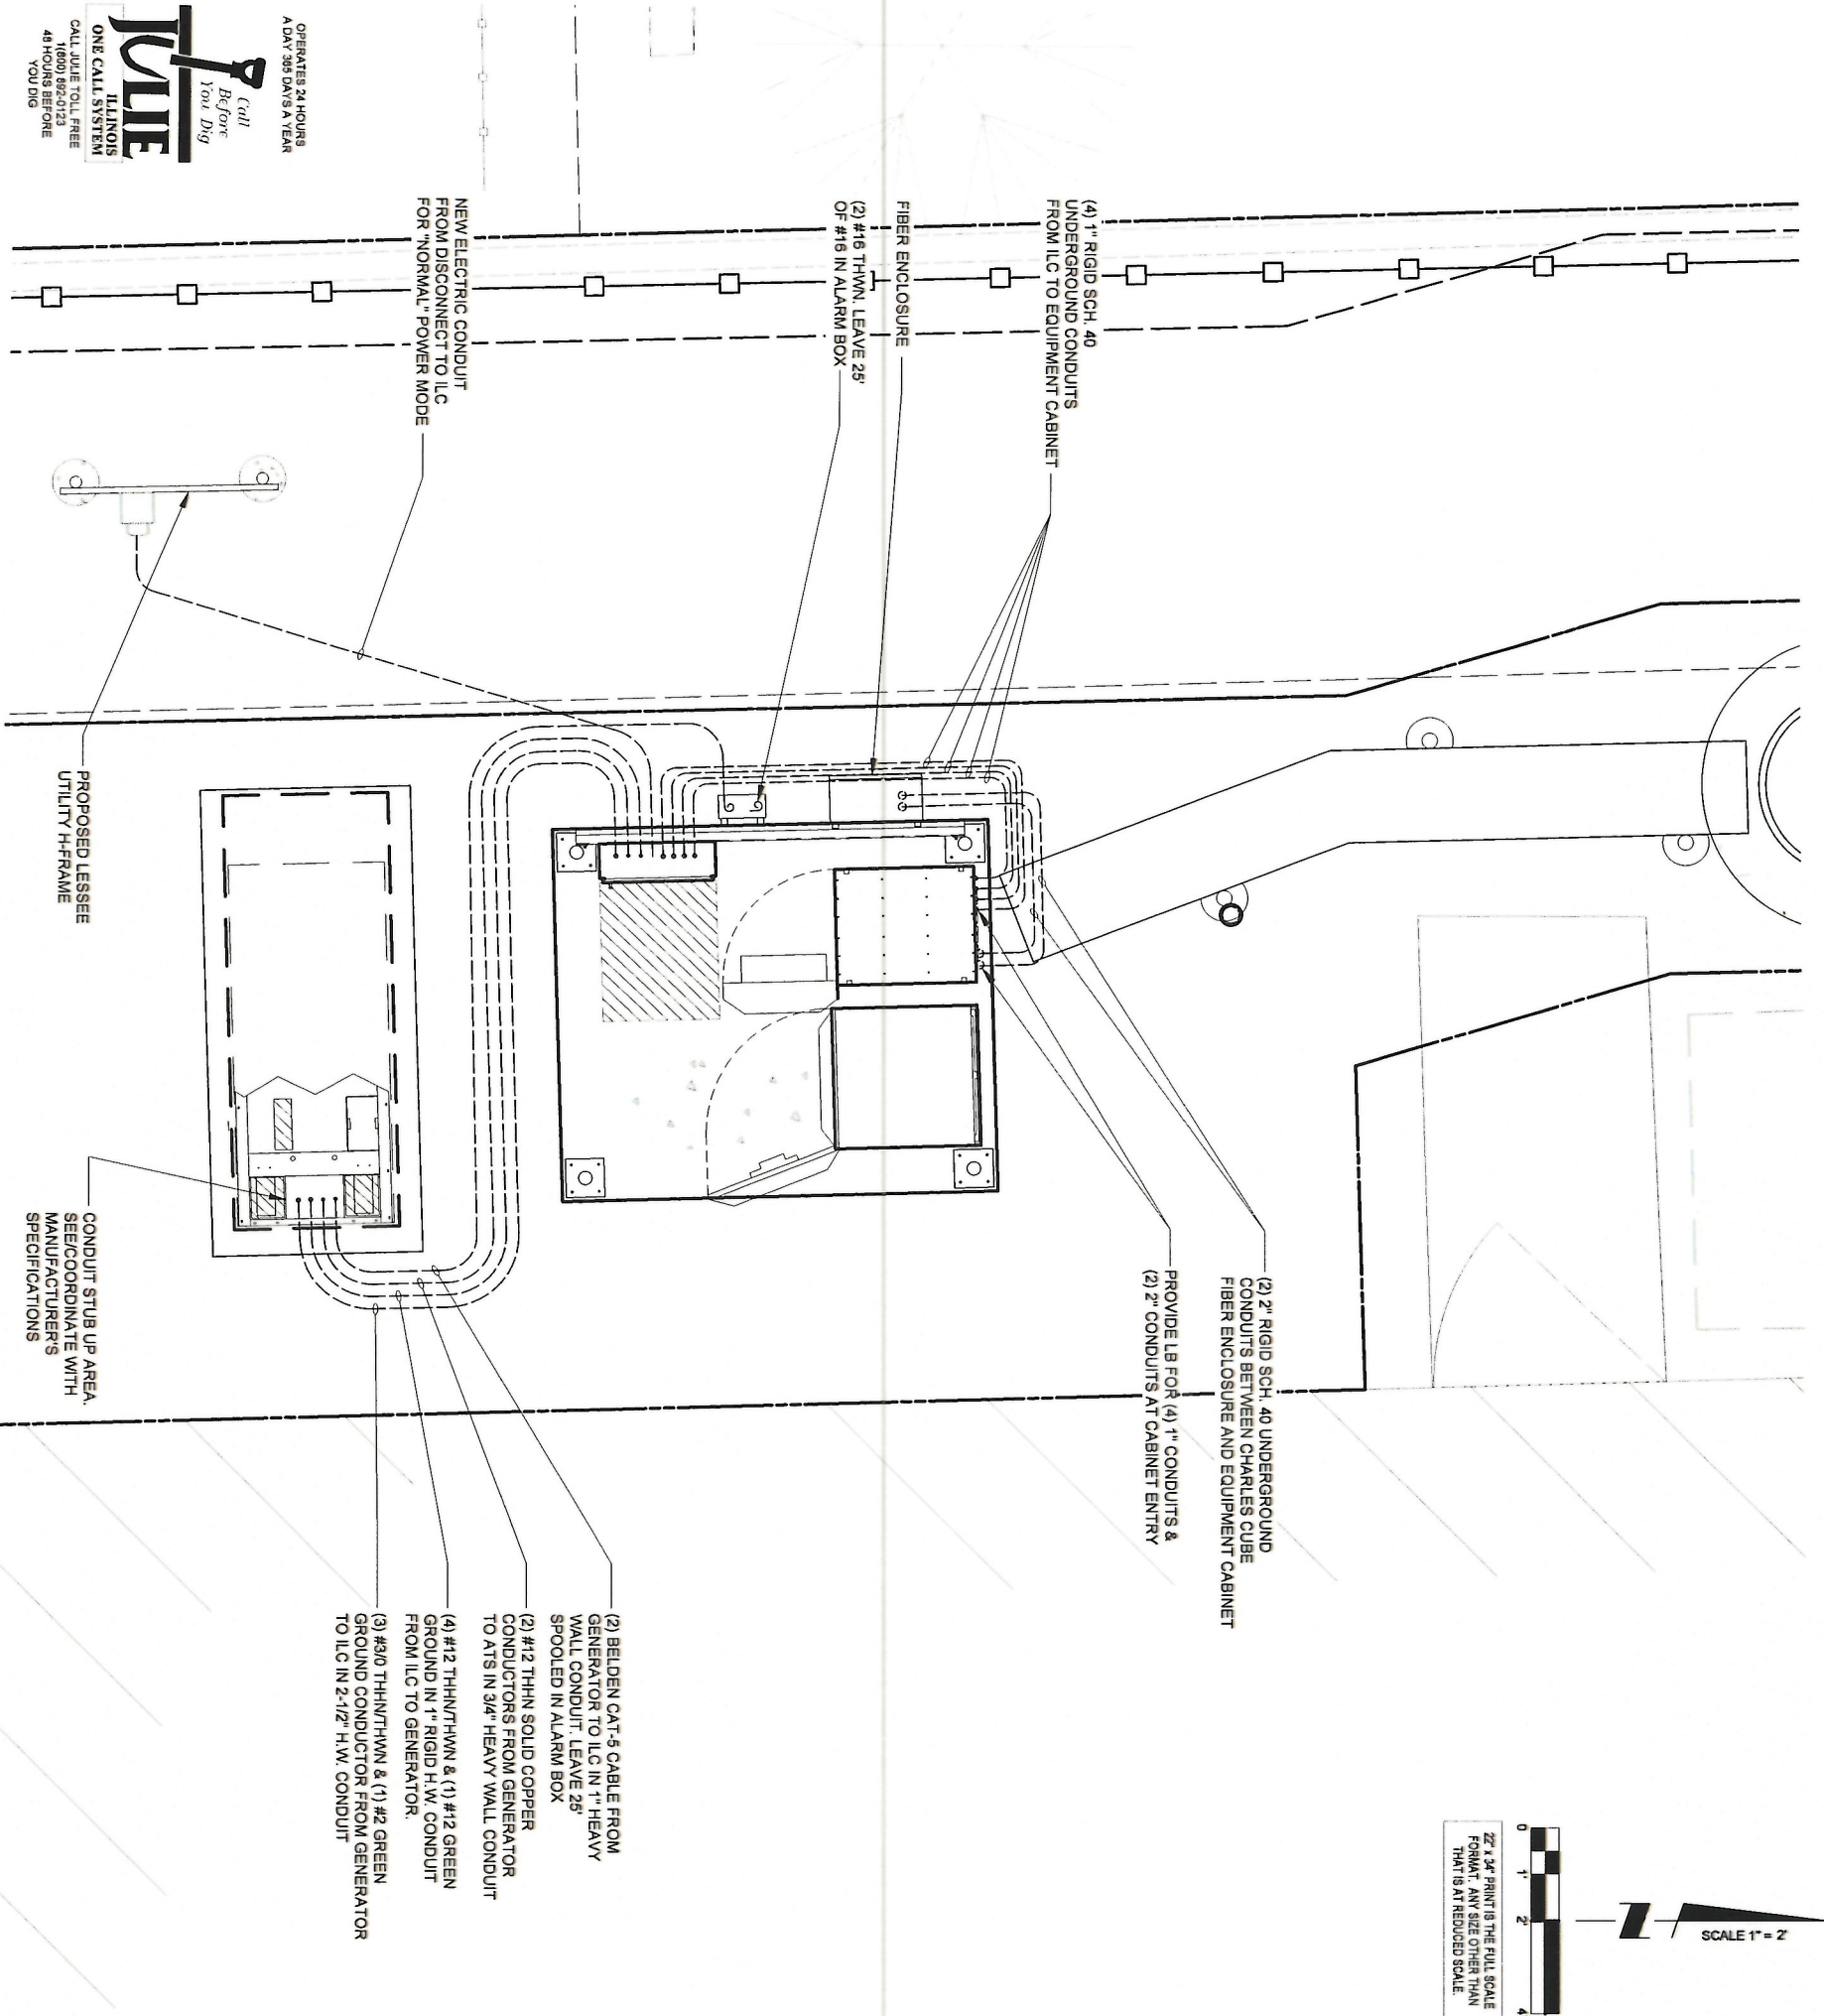 OPERATES 24 HOURS
A DAY 365 DAYS A YEAR
Call
Before
You Dig
JULIE
ILLINOIS
ONE CALL SYSTEM
CALL JULIE TOLL FREE
1(800) 892-0123
48 HOURS BEFORE
YOU DIG
(4) 1" RIGID SCH. 40
UNDERGROUND CONDUITS
FROM ILC TO EQUIPMENT CABINET
FIBER ENCLOSURE
(2) #16 THWN. LEAVE 25'
OF #16 IN ALARM BOX
NEW ELECTRIC CONDUIT
FROM DISCONNECT TO ILC
FOR "NORMAL" POWER MODE
PROPOSED LESSEE
UTILITY H-FRAME
(2) 2" RIGID SCH. 40 UNDERGROUND
CONDUITS BETWEEN CHARLES CUBE
FIBER ENCLOSURE AND EQUIPMENT CABINET
PROVIDE LB FOR (4) 1" CONDUITS &
(2) 2" CONDUITS AT CABINET ENTRY
CONDUIT STUB UP AREA.
SEE/COORDINATE WITH
MANUFACTURER'S
SPECIFICATIONS
(2) BELDEN CAT-5 CABLE FROM
GENERATOR TO ILC IN 1" HEAVY
WALL CONDUIT. LEAVE 25'
SPOOLED IN ALARM BOX
(2) #12 THHN SOLID COPPER
CONDUCTORS FROM GENERATOR
TO ATS IN 3/4" HEAVY WALL CONDUIT
(4) #12 THHN/THWN & (1) #12 GREEN
GROUND IN 1" RIGID H.W. CONDUIT
FROM ILC TO GENERATOR.
(3) #3/0 THHN/THWN & (1) #2 GREEN
GROUND CONDUCTOR FROM GENERATOR
TO ILC IN 2-1/2" H.W. CONDUIT
N
SCALE 1" = 2'
0 1' 2' 4
22" x 34" PRINT IS THE FULL SCALE
FORMAT. ANY SIZE OTHER THAN
THAT IS AT REDUCED SCALE.